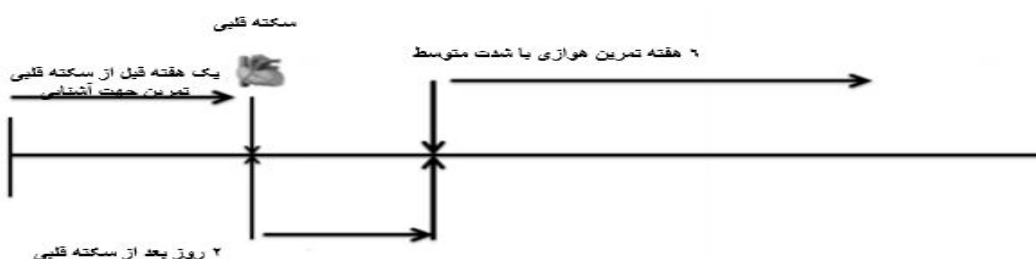 سکته قلبی
۶ هفته تمرین هوازی با شدت متوسط
یک هفته قبل از سکته قلبی
تمرین جهت آشنایی
۲ روز بعد از سکته قلبی